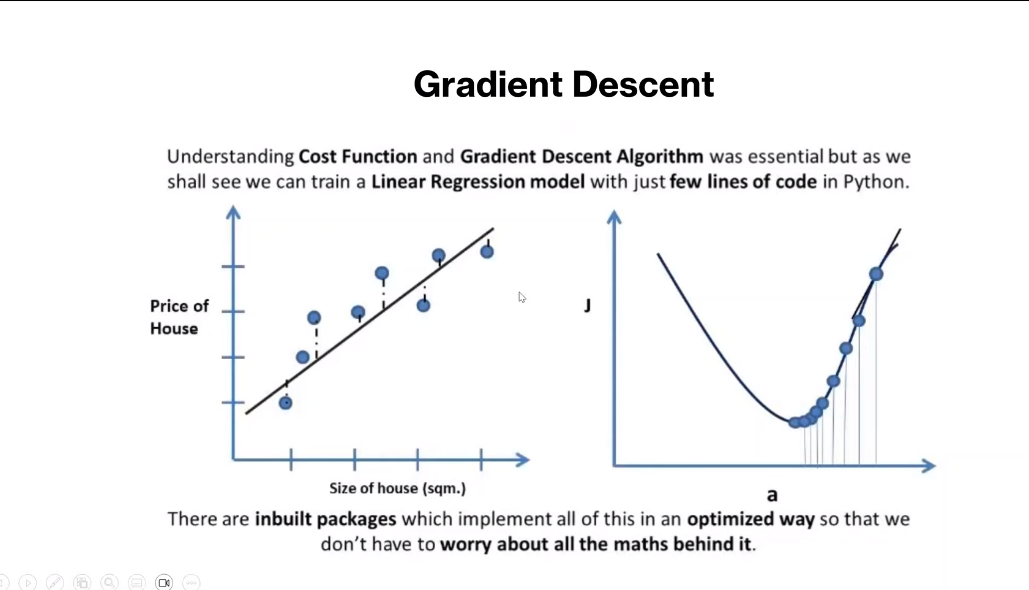 Gradient Descent
Understanding Cost Function and Gradient Descent Algorithm was essential but as we
shall see we can train a Linear Regression model with just few lines of code in Python.
Price of
House
J
Size of house (sqm.)
a
There are inbuilt packages which implement all of this in an optimized way so that we
don't have to worry about all the maths behind it.